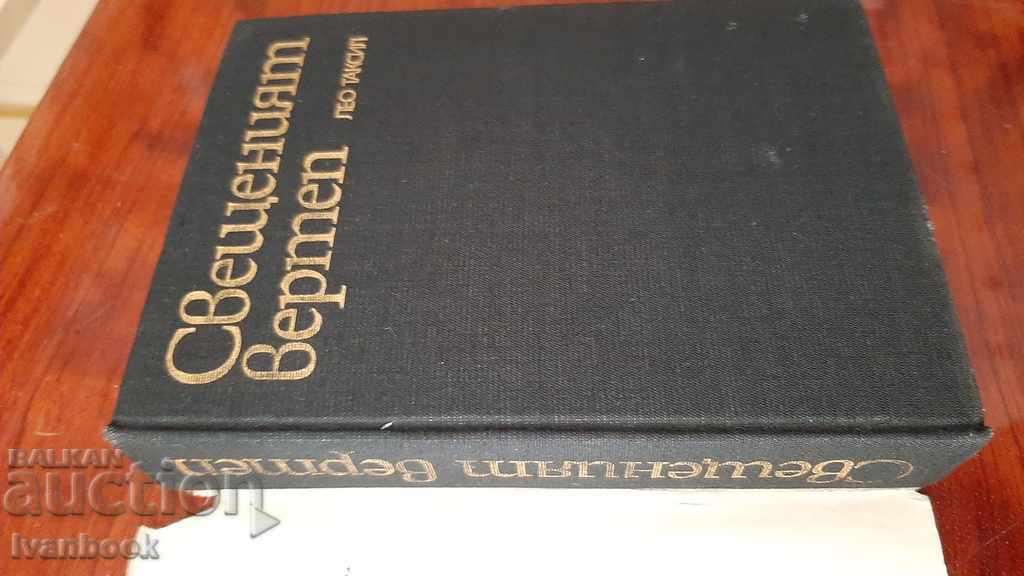 Свещеният
вертеп
ЛЕО ТАКСИЛ
Свещеният вертеп
BALKAN
auction
Ivanbook